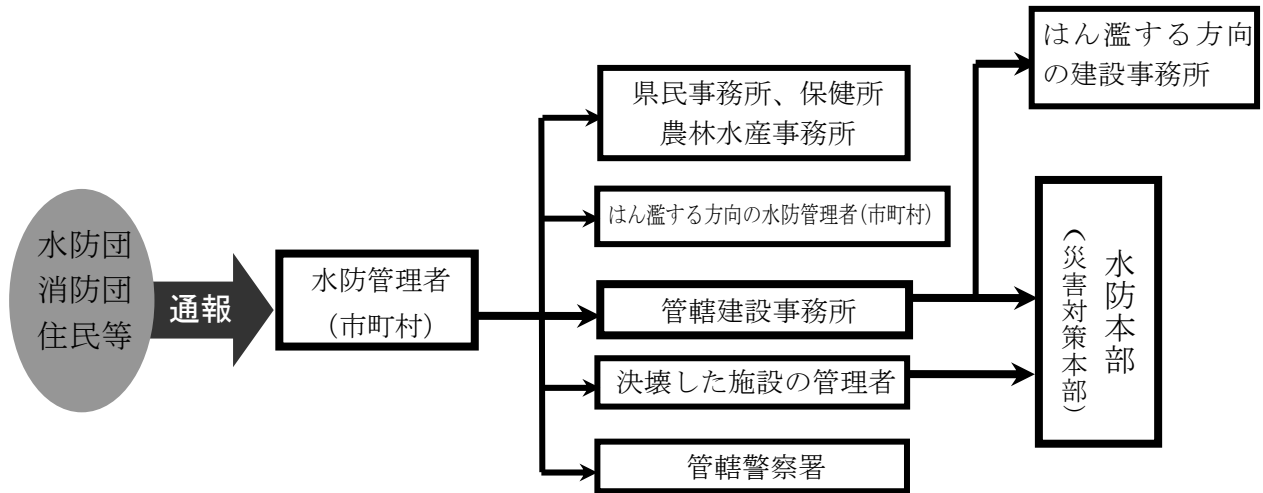 水防団
消防団
住民等
通報
水防管理者
(市町村)
県民事務所、保健所
農林水産事務所
はん濫する方向の水防管理者(市町村)
管轄建設事務所
決壊した施設の管理者
管轄警察署
はん濫する方向
の建設事務所
水防本部
(災害対策本部)